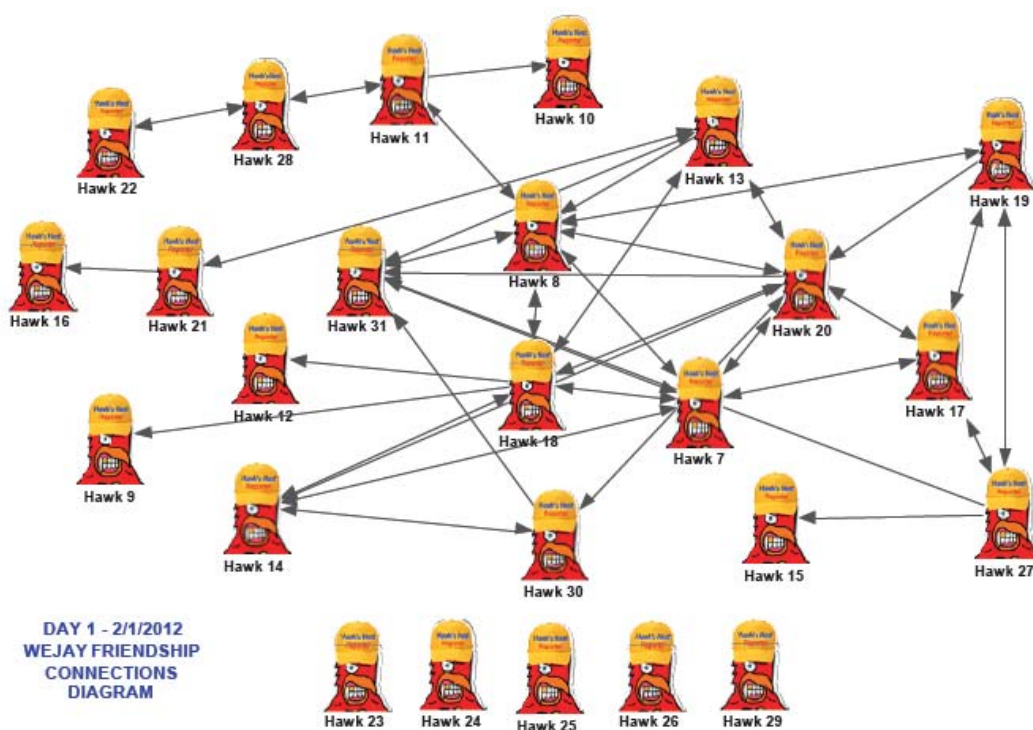 Hawk 10
Hawk 11
Hawk 28
Hawk 22
Hawk 13
Hawk 19
Hawk 8
Hawk 16
Hawk 21
Hawk 31
Hawk 20
Hawk 12
Hawk 18
Hawk 7
Hawk 17
Hawk 9
Hawk 14
Hawk 30
Hawk 15
Hawk 27
DAY 1 - 2/1/2012
WEJAY FRIENDSHIP
CONNECTIONS
DIAGRAM
Hawk 23
Hawk 24
Hawk 25
Hawk 26
Hawk 29